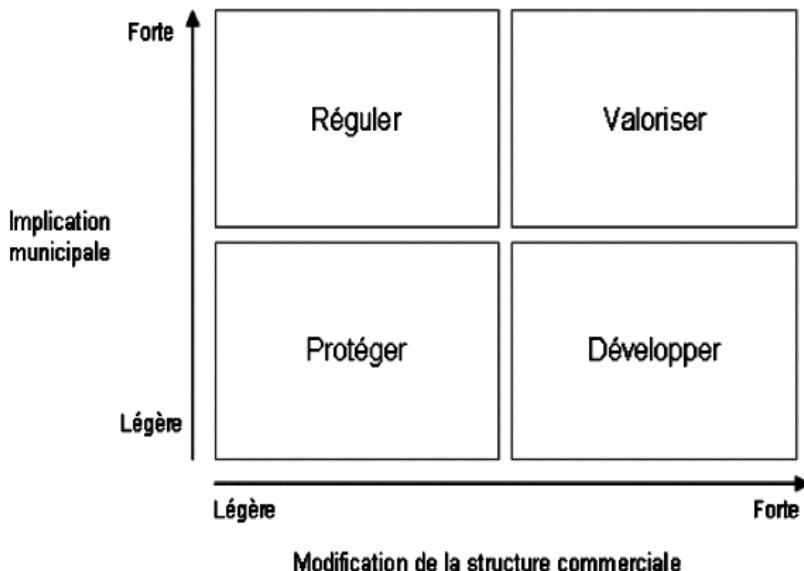 Forte
Réguler
Valoriser
Implication
municipale
Protéger
Développer
Légère
Légère
Forte
Modification de la structure commerciale